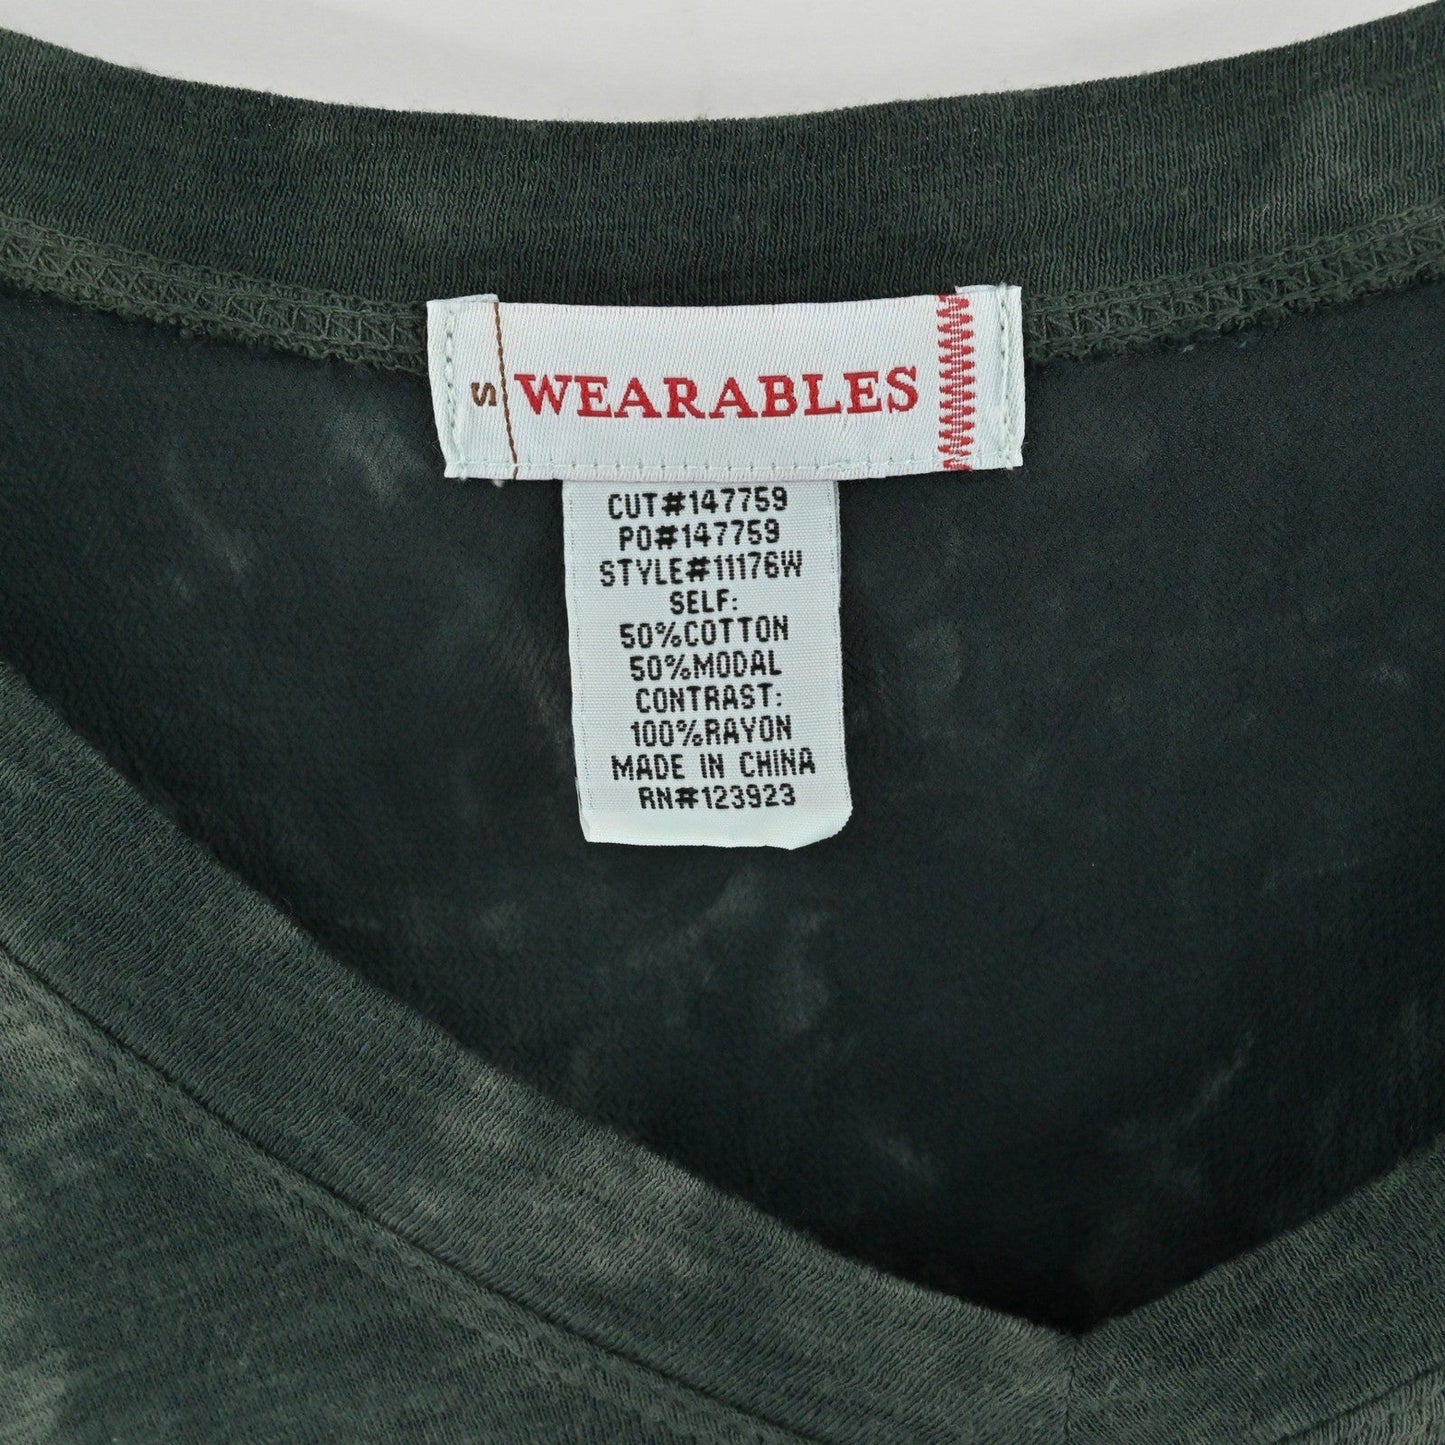 S
WEARABLES
CUT#147759
PO#147759
STYLE#11176W
SELF:
50%COTTON
50%MODAL
CONTRAST:
100%RAYON
MADE IN CHINA
RN#123923